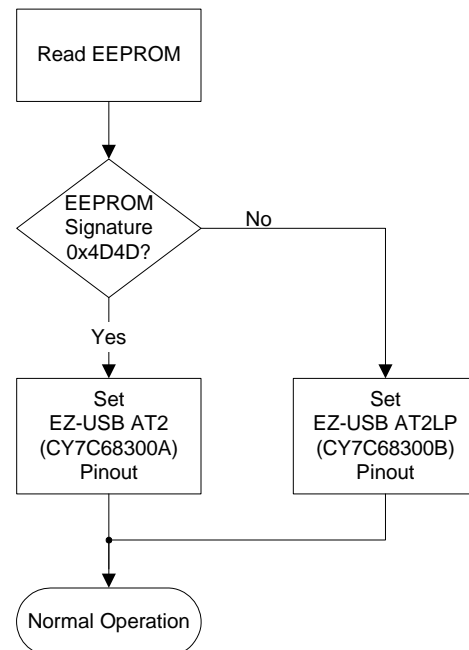 Read EEPROM
EEPROM
Signature
0x4D4D?
No
Yes
Set
EZ-USB AT2
(CY7C68300A)
Pinout
Set
EZ-USB AT2LP
(CY7C68300B)
Pinout
Normal Operation